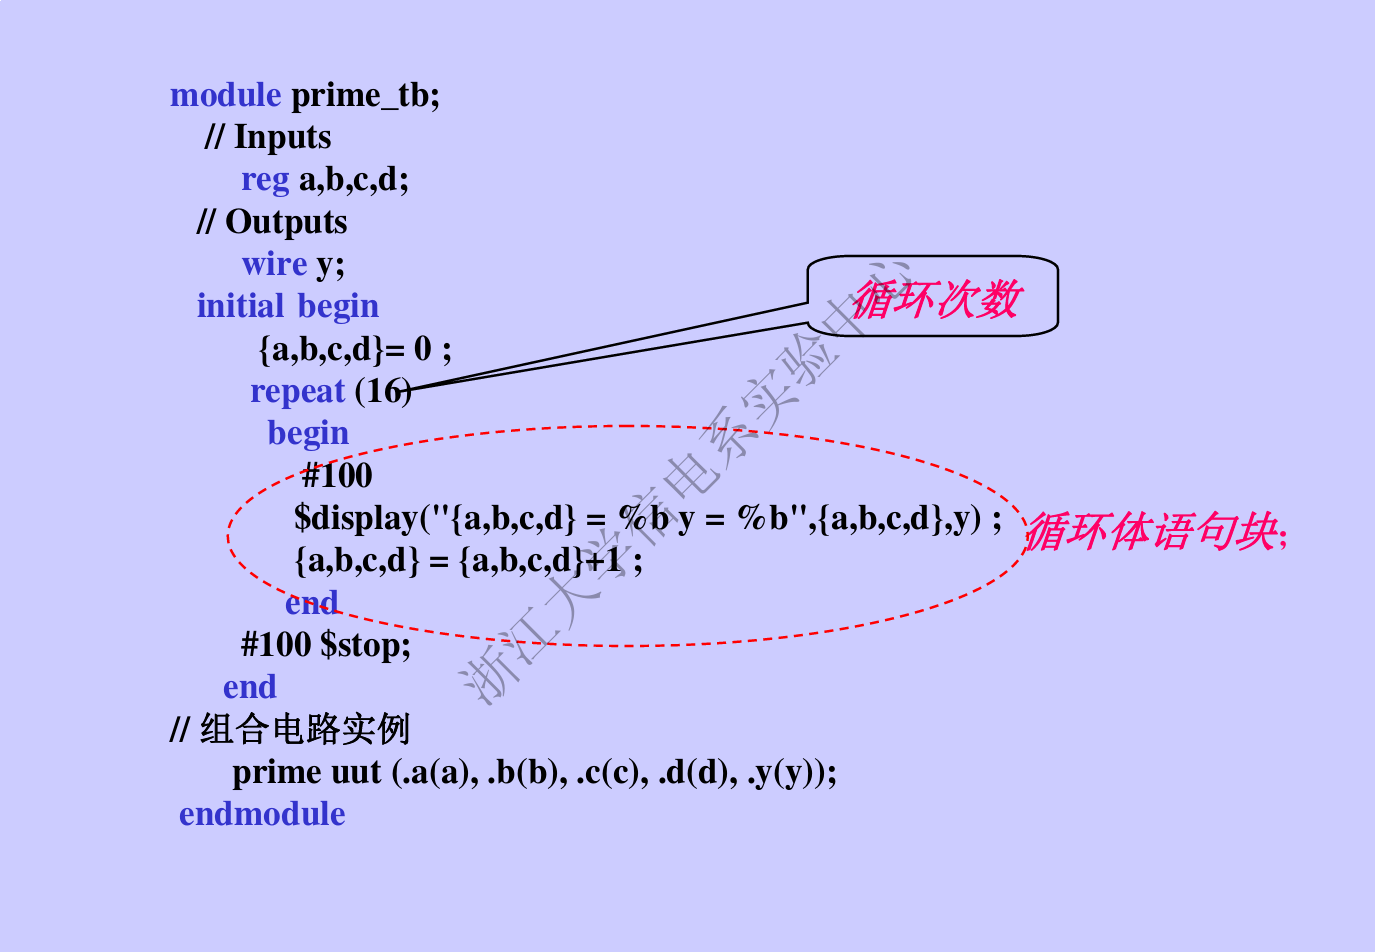 module prime_tb;
// Inputs
reg a,b,c,d;
// Outputs
wire y;
initial begin
{a,b,c,d}= 0 ;
repeat (16)
循环次数
begin
#100
$display("{a,b,c,d} = %b y = %b",{a,b,c,d},y) ;
循环体语句块;
{a,b,c,d} = {a,b,c,d}+1 ;
end
#100 $stop;
end
// 组合电路实例
prime uut (.a(a), .b(b), .c(c), .d(d), .y(y));
endmodule
浙江大学信电系实验中心